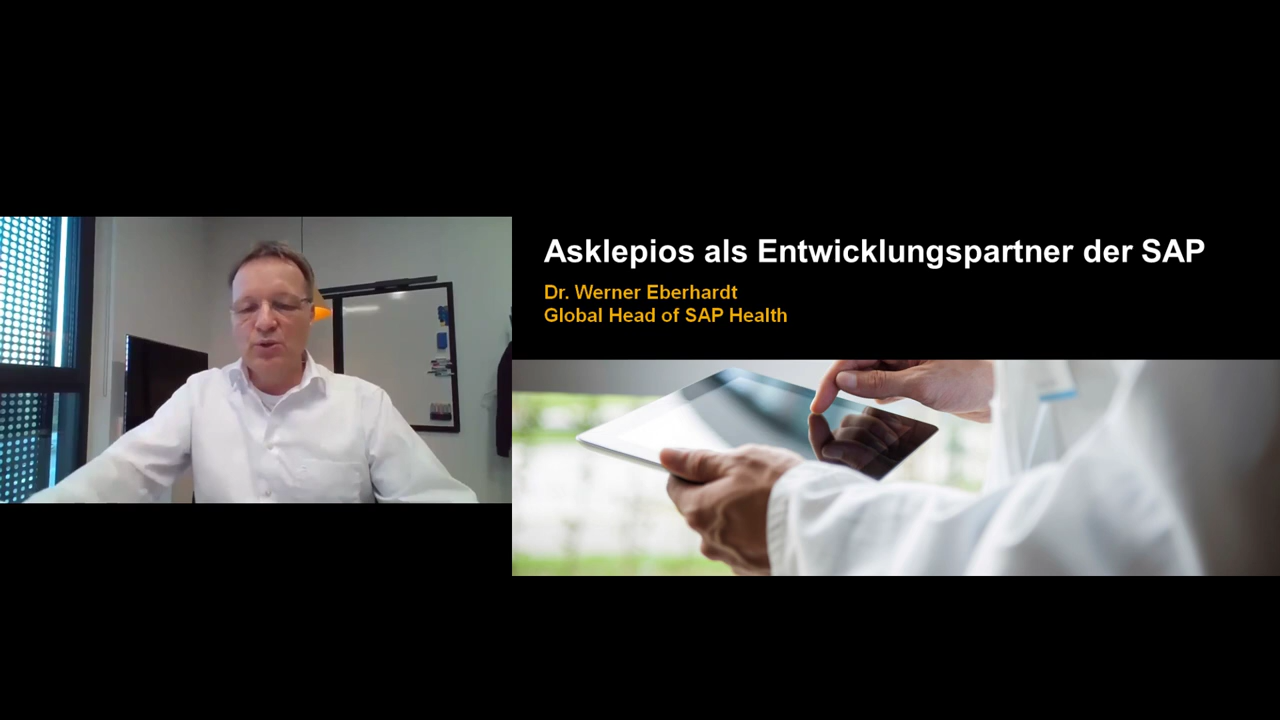 Asklepios als Entwicklungspartner der SAP
Dr. Werner Eberhardt
Global Head of SAP Health